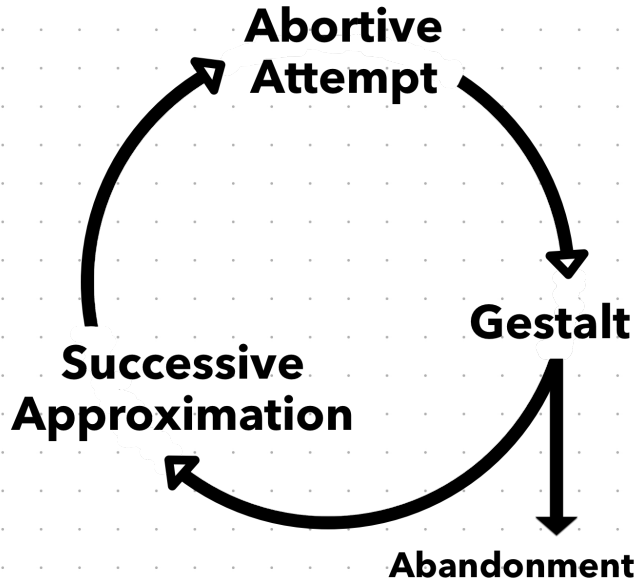 Abortive
Attempt
Gestalt
Successive
Approximation
Abandonment